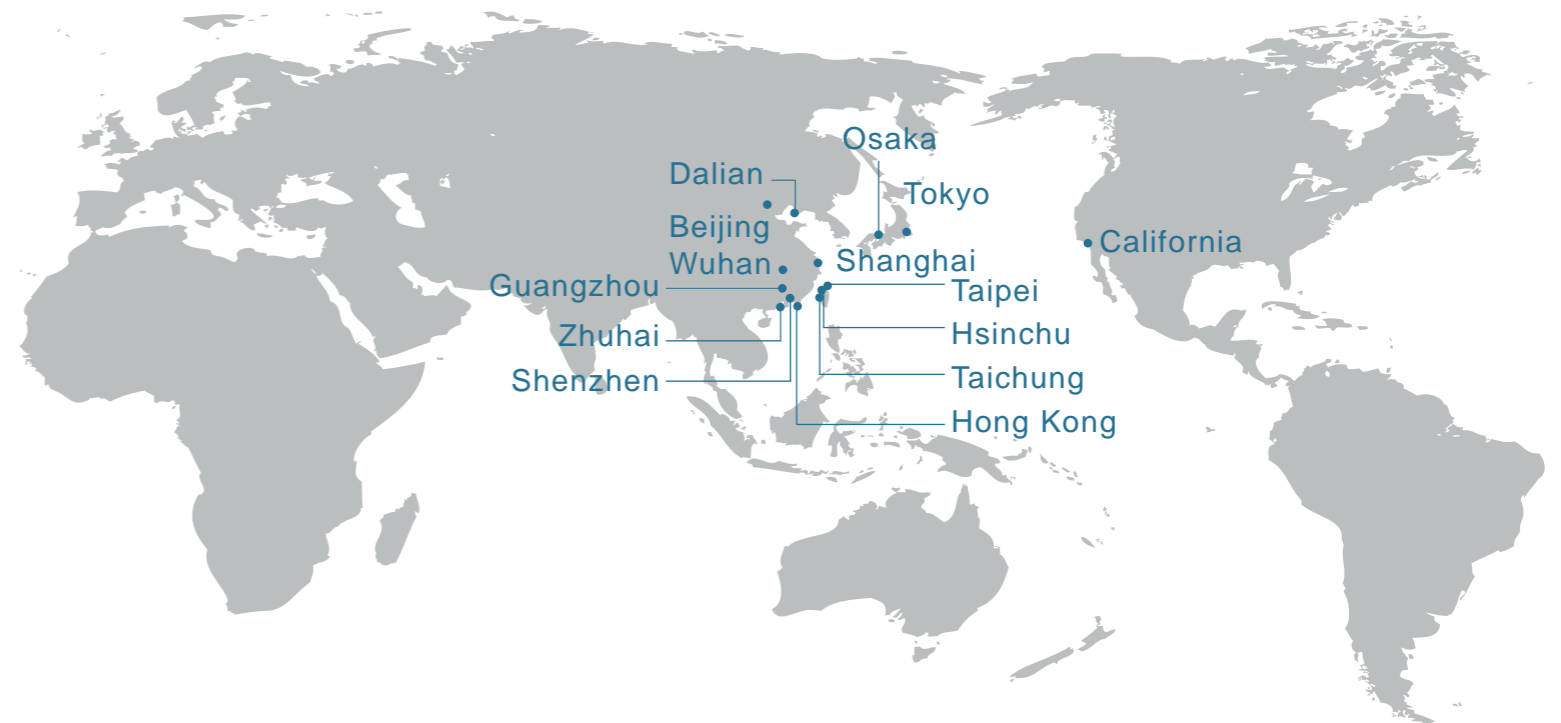 Osaka
Dalian
Tokyo
Beijing
California
Wuhan
Shanghai
Guangzhou
Taipei
Zhuhai
Hsinchu
Shenzhen
Taichung
Hong Kong